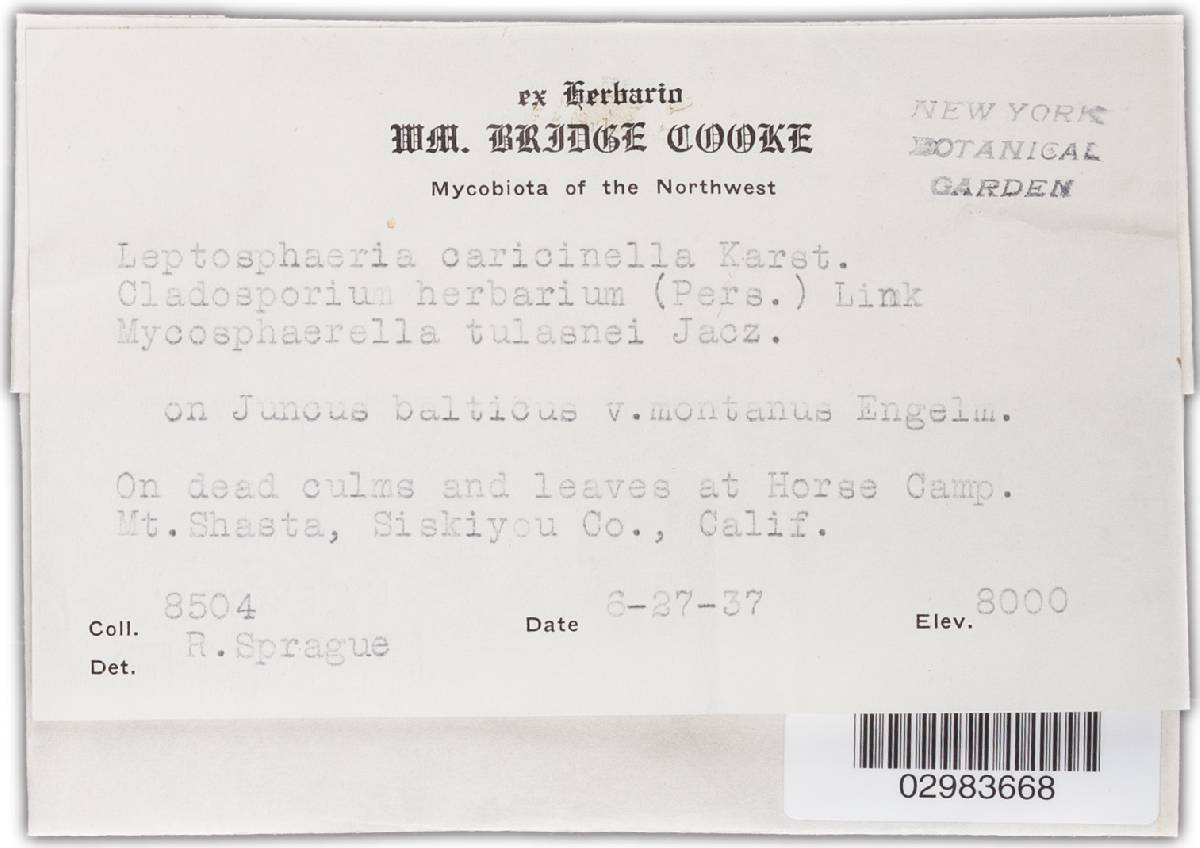 ex Herbario
WM. BRIDGE COOKE
Mycobiota of the Northwest
NEW YORK
BOTANICAL
GARDEN
Leptosphaeria caricinella Karst.
Cladosporium herbarium (Pers.) Link
Mycosphaerella tulasnei Jacz.
on Juncus balticus v.montanus Engelm.
On dead culms and leaves at Horse Camp.
Mt.Shasta, Siskiyou Co., Calif.
Coll. 8504 Date 6-27-37 Elev. 8000
Det. R.Sprague
02983668